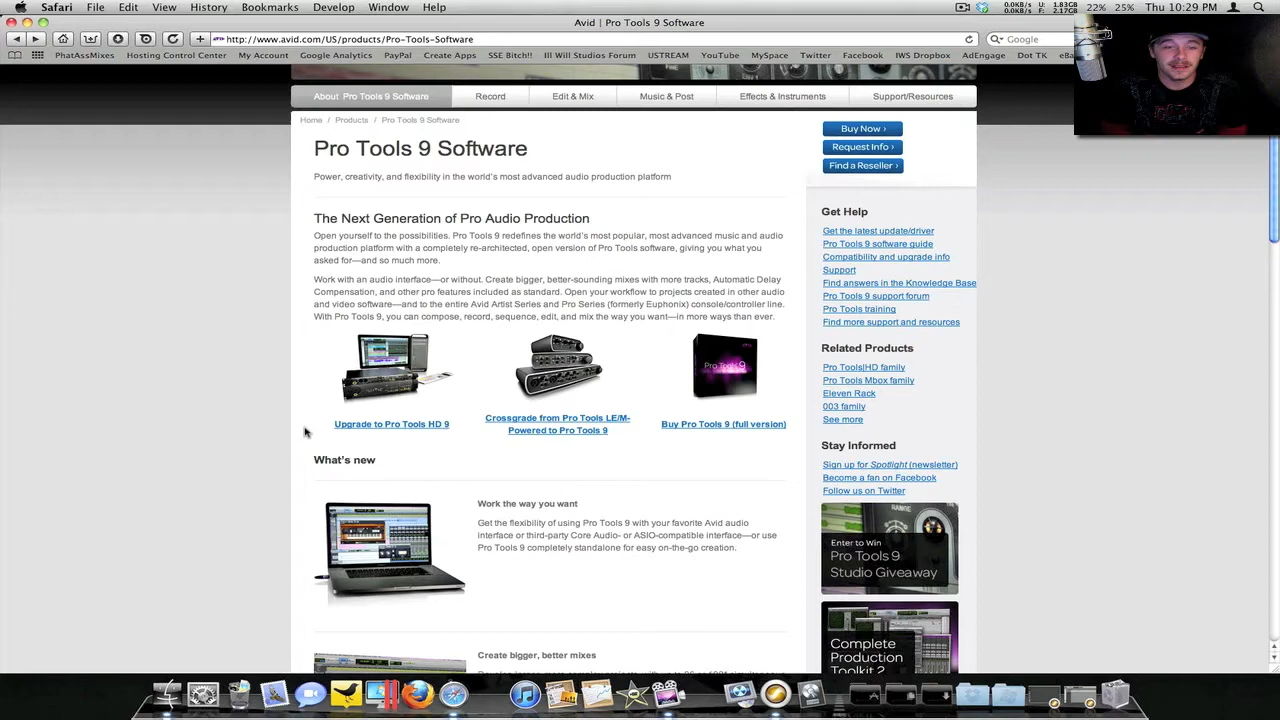 Safari File Edit View History Bookmarks Develop Window Help
0.0KB/s U: 1.83GB
0.0KB/s F: 2.17GB
22% 25% Thu 10:29 PM
Avid | Pro Tools 9 Software
http://www.avid.com/US/products/Pro-Tools-Software
Google
PhatAssMixes Hosting Control Center My Account Google Analytics PayPal Create Apps SSE Bitch!! Ill Will Studios Forum USTREAM YouTube MySpace Twitter Facebook IWS Dropbox AdEngage Dot TK eBa
About Pro Tools 9 Software Record Edit & Mix Music & Post Effects & Instruments Support/Resources
Home / Products / Pro Tools 9 Software
Pro Tools 9 Software
Power, creativity, and flexibility in the world's most advanced audio production platform
The Next Generation of Pro Audio Production
Open yourself to the possibilities. Pro Tools 9 redefines the world's most popular, most advanced music and audio
production platform with a completely re-architected, open version of Pro Tools software, giving you what you
asked for—and so much more.
Work with an audio interface—or without. Create bigger, better-sounding mixes with more tracks, Automatic Delay
Compensation, and other pro features included as standard. Open your workflow to projects created in other audio
and video software—and to the entire Avid Artist Series and Pro Series (formerly Euphonix) console/controller line.
With Pro Tools 9, you can compose, record, sequence, edit, and mix the way you want—in more ways than ever.
Pro Tools 9
Upgrade to Pro Tools HD 9
Crossgrade from Pro Tools LE/M-
Powered to Pro Tools 9
Buy Pro Tools 9 (full version)
What's new
Work the way you want
Get the flexibility of using Pro Tools 9 with your favorite Avid audio
interface or third-party Core Audio- or ASIO-compatible interface—or use
Pro Tools 9 completely standalone for easy on-the-go creation.
Create bigger, better mixes
Buy Now ›
Request Info ›
Find a Reseller ›
Get Help
Get the latest update/driver
Pro Tools 9 software guide
Compatibility and upgrade info
Support
Find answers in the Knowledge Base
Pro Tools 9 support forum
Pro Tools training
Find more support and resources
Related Products
Pro Tools|HD family
Pro Tools Mbox family
Eleven Rack
003 family
See more
Stay Informed
Sign up for Spotlight (newsletter)
Become a fan on Facebook
Follow us on Twitter
RANGE
Enter to Win
Pro Tools 9
Studio Giveaway
Complete
Production
Toolkit 2